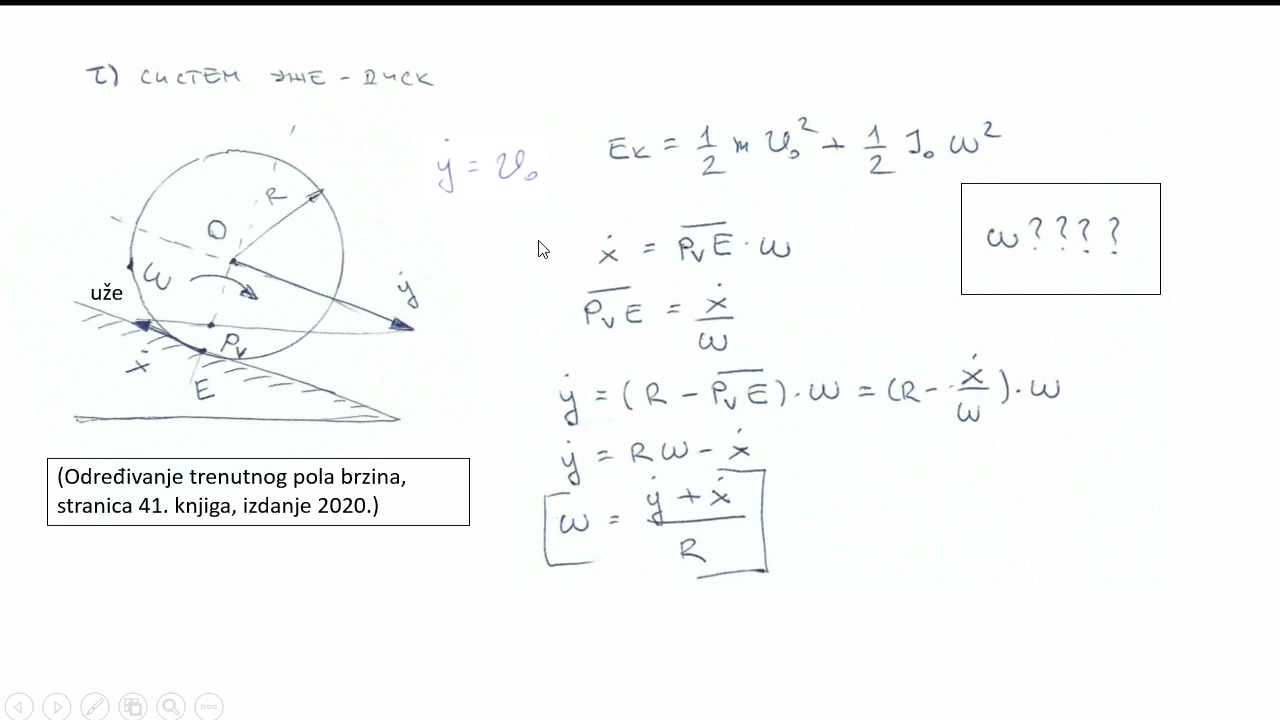 τ) СИСТЕМ УЖЕ - ДИСК
ẏ = v₀
Eк = 1/2 m v₀² + 1/2 J₀ ω²
ω????
R
O
ω
uže
ẏ
Pv
ẋ
E
ẋ = PvE · ω
PvE = ẋ/ω
ẏ = (R - PvE) · ω = (R - ẋ/ω) · ω
ẏ = Rω - ẋ
ω = (ẏ + ẋ)/R
(Određivanje trenutnog pola brzina,
stranica 41. knjiga, izdanje 2020.)